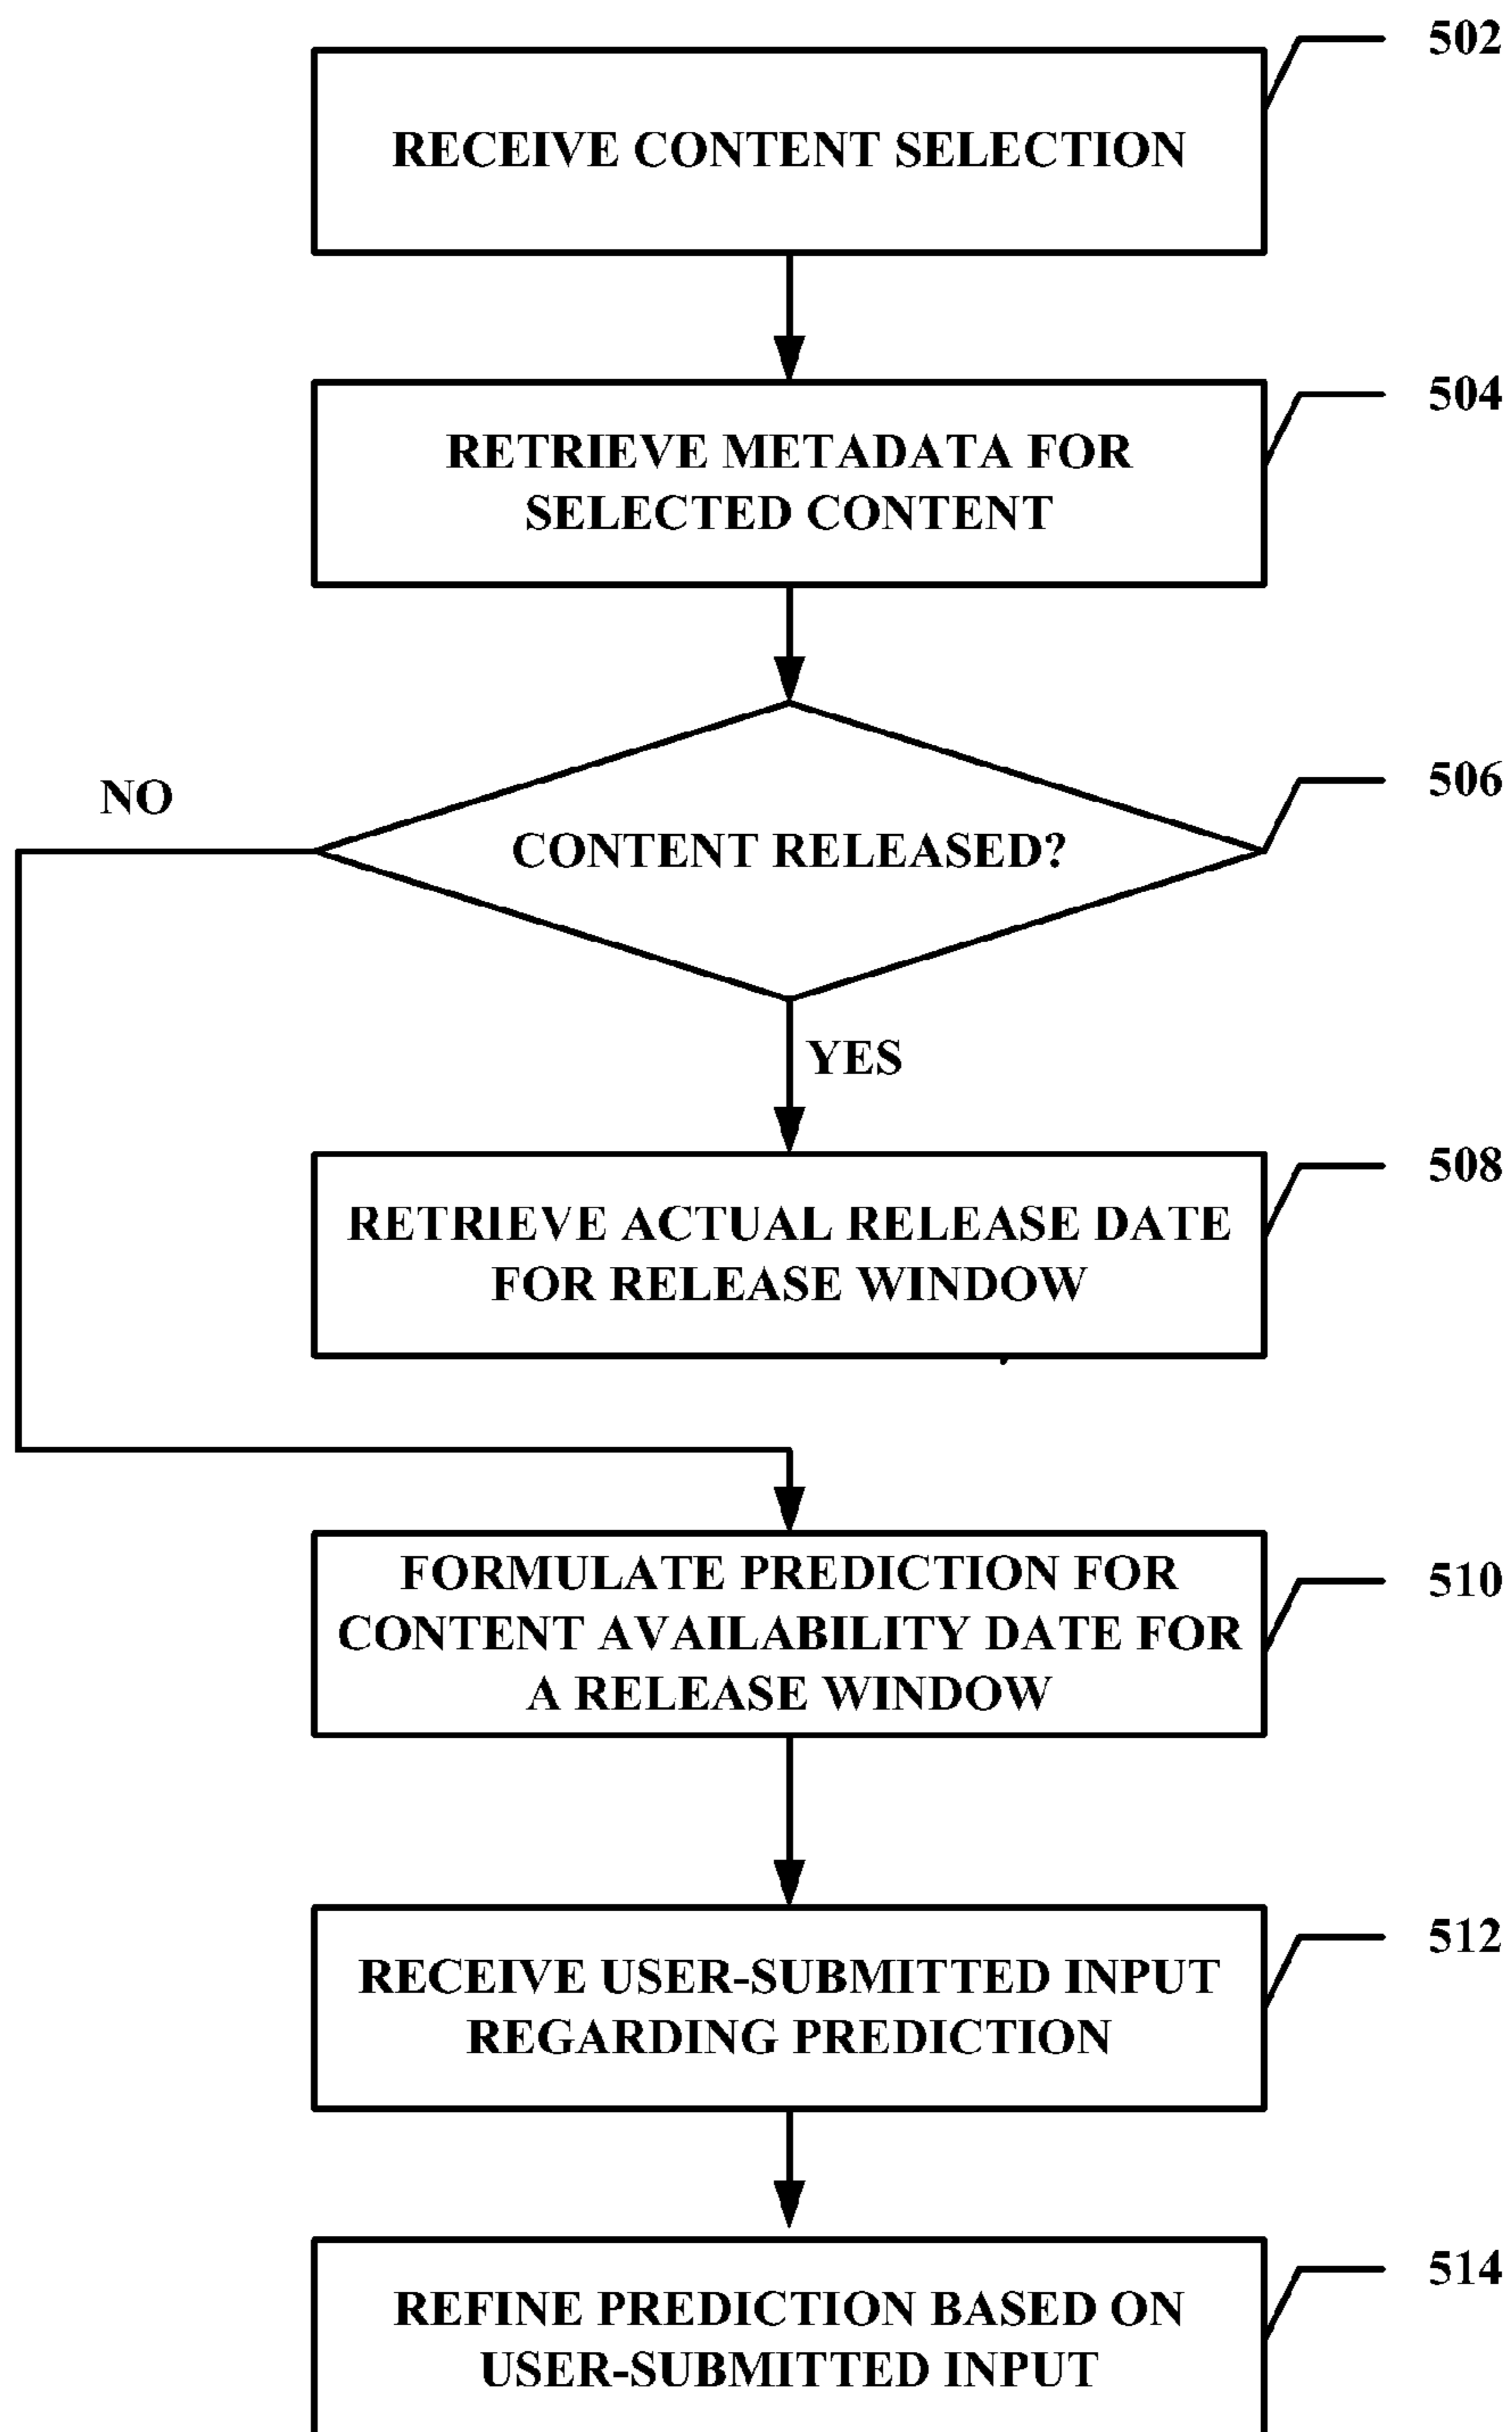 502
RECEIVE CONTENT SELECTION
504
RETRIEVE METADATA FOR
SELECTED CONTENT
506
NO
CONTENT RELEASED?
YES
508
RETRIEVE ACTUAL RELEASE DATE
FOR RELEASE WINDOW
510
FORMULATE PREDICTION FOR
CONTENT AVAILABILITY DATE FOR
A RELEASE WINDOW
512
RECEIVE USER-SUBMITTED INPUT
REGARDING PREDICTION
514
REFINE PREDICTION BASED ON
USER-SUBMITTED INPUT